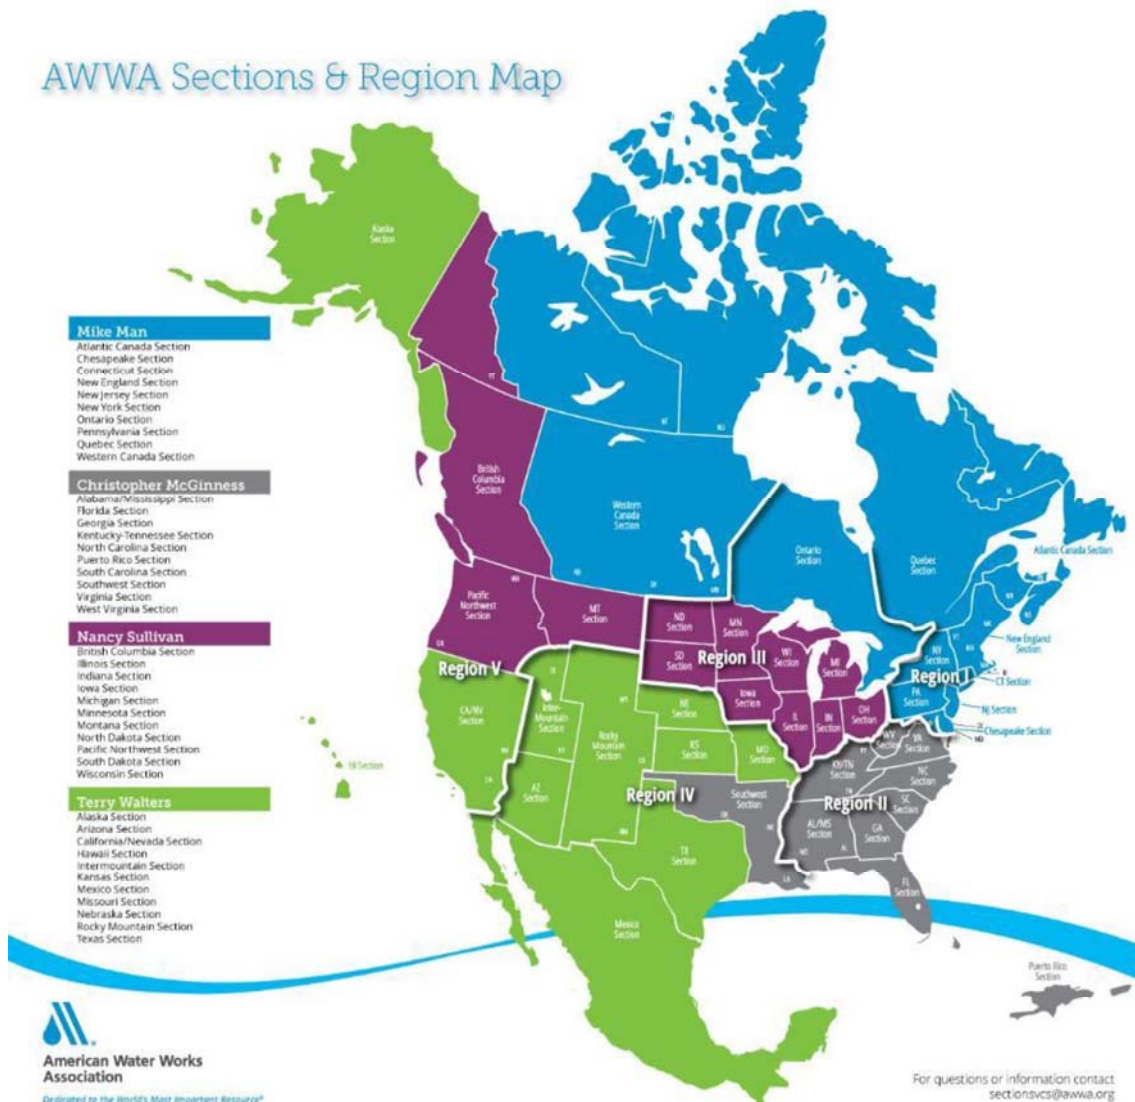 AWWA Sections & Region Map
Alaska
Section
Mike Man
Atlantic Canada Section
Chesapeake Section
Connecticut Section
New England Section
New Jersey Section
New York Section
Ontario Section
Pennsylvania Section
Quebec Section
Western Canada Section
Christopher McGinness
Alabama/Mississippi Section
Florida Section
Georgia Section
Kentucky-Tennessee Section
North Carolina Section
Puerto Rico Section
South Carolina Section
Southwest Section
Virginia Section
West Virginia Section
Nancy Sullivan
British Columbia Section
Illinois Section
Indiana Section
Iowa Section
Michigan Section
Minnesota Section
Montana Section
North Dakota Section
Pacific Northwest Section
South Dakota Section
Wisconsin Section
Terry Walters
Alaska Section
Arizona Section
California/Nevada Section
Hawaii Section
Intermountain Section
Kansas Section
Mexico Section
Missouri Section
Nebraska Section
Rocky Mountain Section
Texas Section
British
Columbia
Section
Western
Canada
Section
Ontario
Section
Quebec
Section
Atlantic Canada Section
Pacific
Northwest
Section
MT
Section
ND
Section
MN
Section
SD
Section
WI
Section
MI
Section
Iowa
Section
IL
Section
IN
Section
OH
Section
NY
Section
PA
Section
New England
Section
CT Section
NJ Section
Chesapeake Section
Region I
Region II
Region III
Region IV
Region V
CA/NV
Section
Inter-
Mountain
Section
Rocky
Mountain
Section
NE
Section
KS
Section
MO
Section
AZ
Section
Southwest
Section
TX
Section
Mexico
Section
HI Section
WV
Section
VA
Section
KY/TN
Section
NC
Section
SC
Section
AL/MS
Section
GA
Section
FL
Section
Puerto Rico
Section
American Water Works
Association
Dedicated to the World's Most Important Resource®
For questions or information contact
sectionsvcs@awwa.org